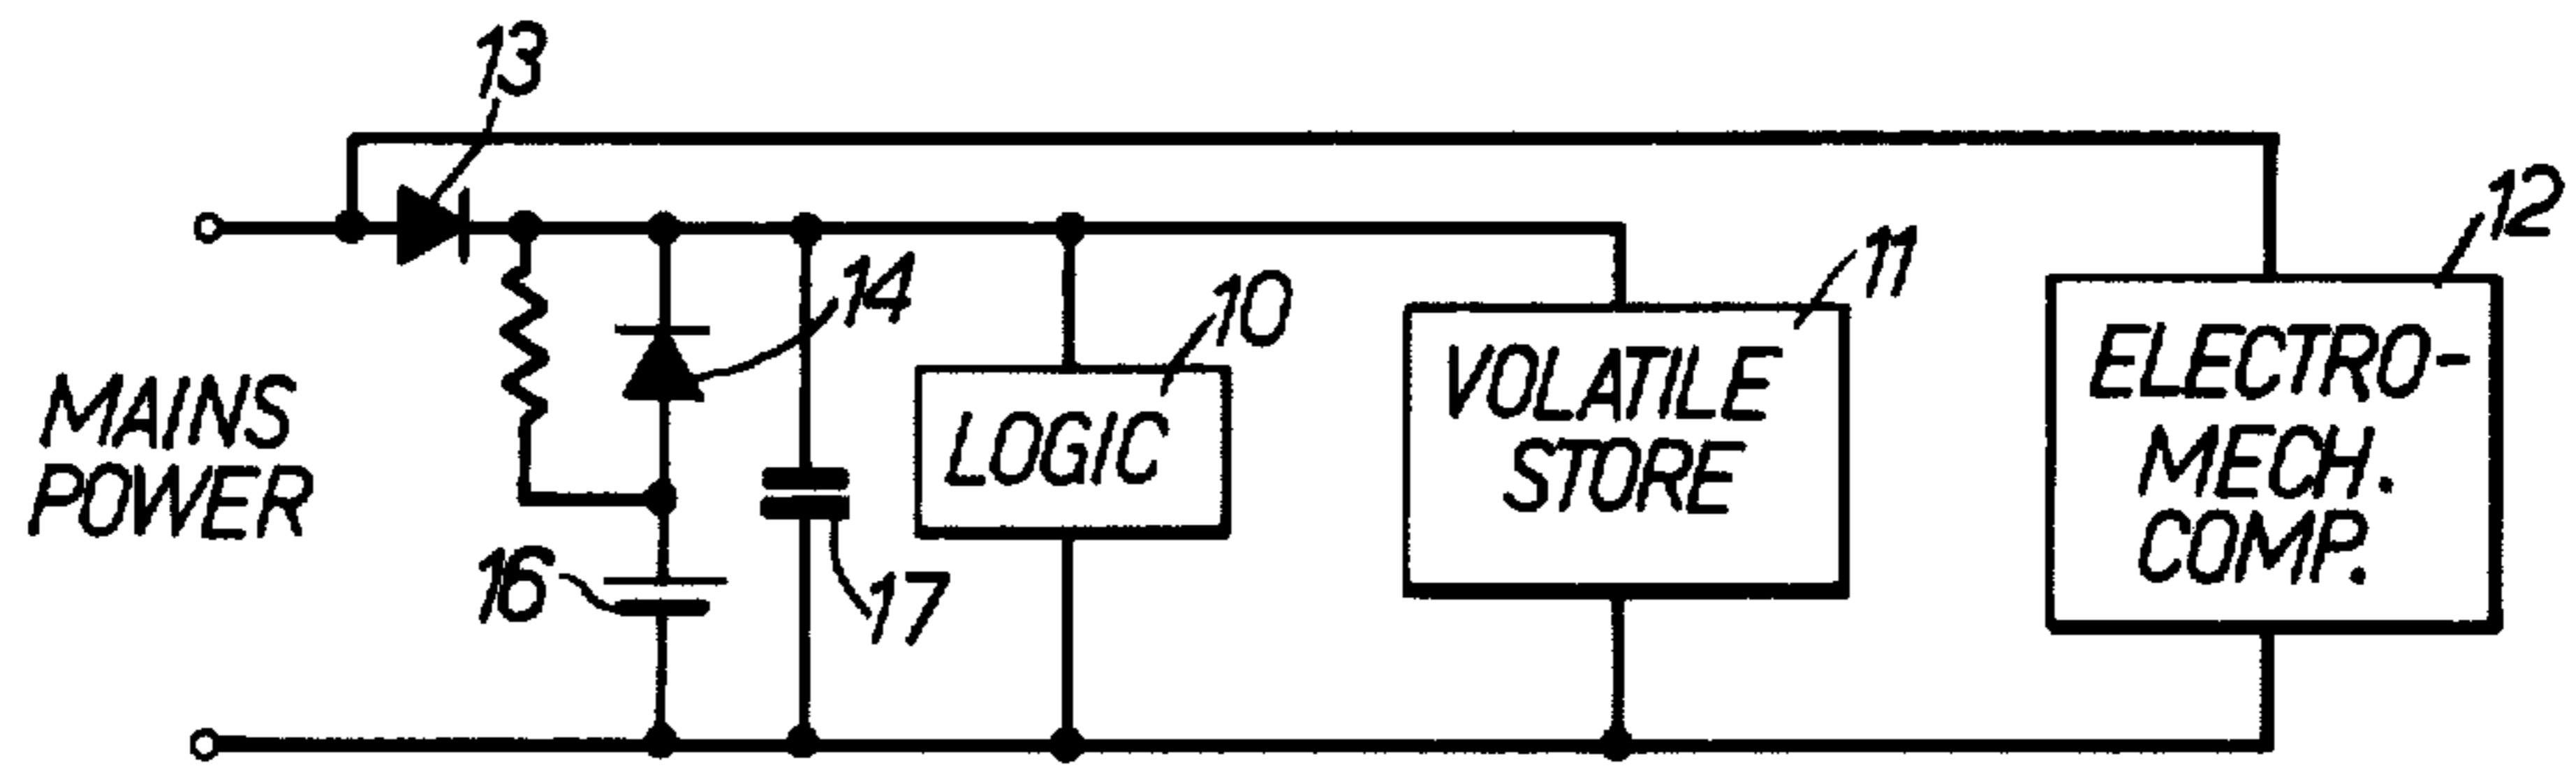 13
12
11
14
10
ELECTRO-
MECH.
COMP.
VOLATILE
STORE
LOGIC
MAINS
POWER
16
17